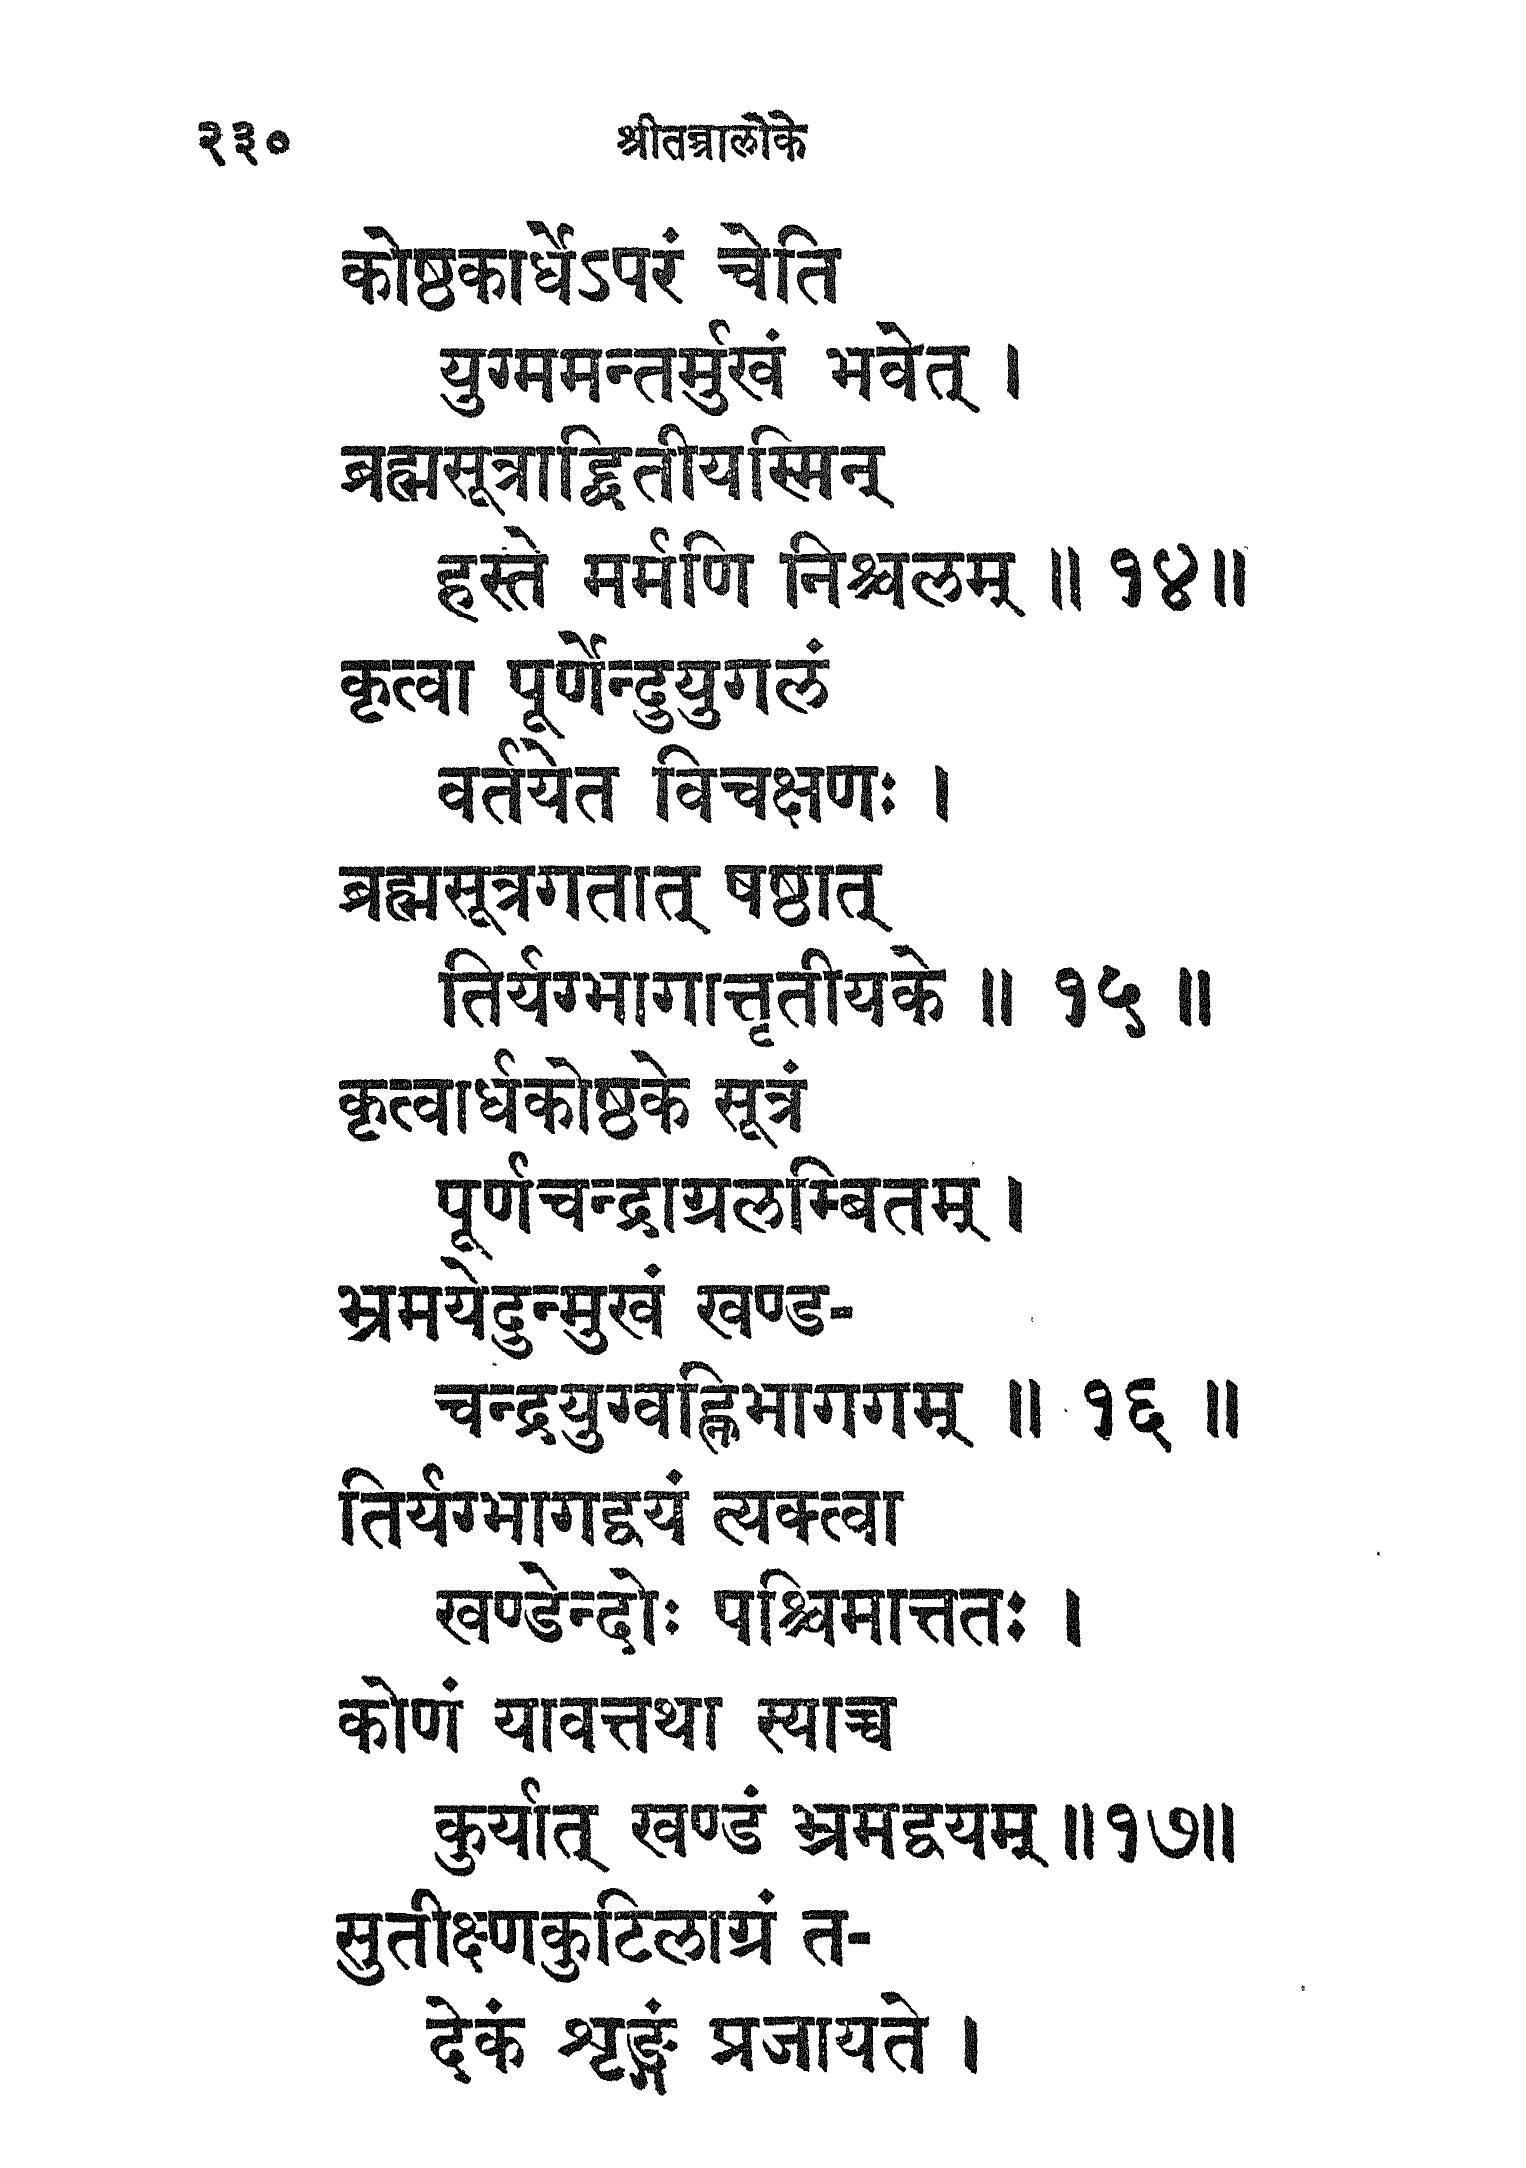 २३० श्रीतन्त्रालोके
कोष्ठकार्धेऽपरं चेति
युग्ममन्तर्मुखं भवेत् ।
ब्रह्मसूत्राद्द्वितीयस्मिन्
हस्ते मर्मणि निश्चलम् ॥ १४॥
कृत्वा पूर्णेन्दुयुगलं
वर्तयेत विचक्षणः ।
ब्रह्मसूत्रगतात् षष्ठात्
तिर्यग्भागात्तृतीयके ॥ १५ ॥
कृत्वार्धकोष्ठके सूत्रं
पूर्णचन्द्राग्रलम्बितम् ।
भ्रमयेदुन्मुखं खण्ड-
चन्द्रयुग्वह्निभागगम् ॥ १६ ॥
तिर्यग्भागद्वयं त्यक्त्वा
खण्डेन्दोः पश्चिमात्ततः ।
कोणं यावत्तथा स्याच्च
कुर्यात् खण्डं भ्रमद्वयम् ॥१७॥
सुतीक्ष्णकुटिलाग्रं त-
देकं शृङ्गं प्रजायते ।